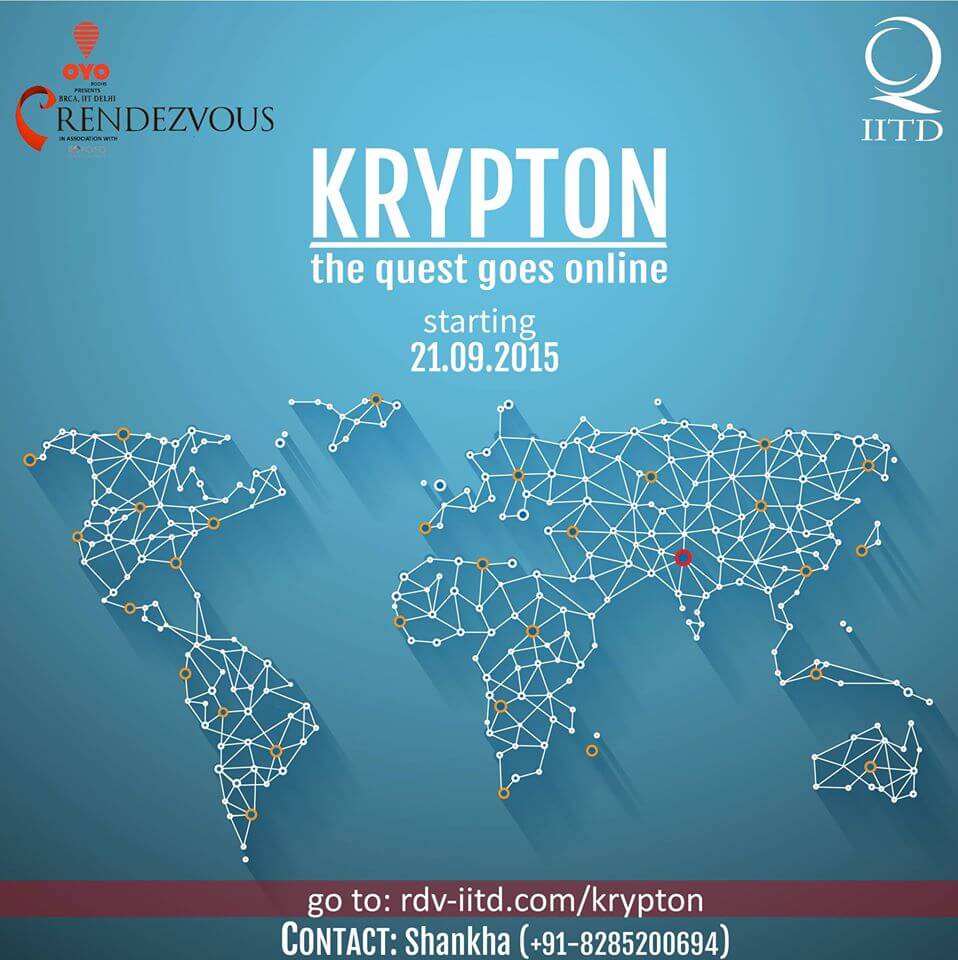 OYO
ROOMS
PRESENTS
BRCA, IIT DELHI
RENDEZVOUS
IN ASSOCIATION WITH
Q
IITD
KRYPTON
the quest goes online
starting
21.09.2015
go to: rdv-iitd.com/krypton
CONTACT: Shankha (+91-8285200694)